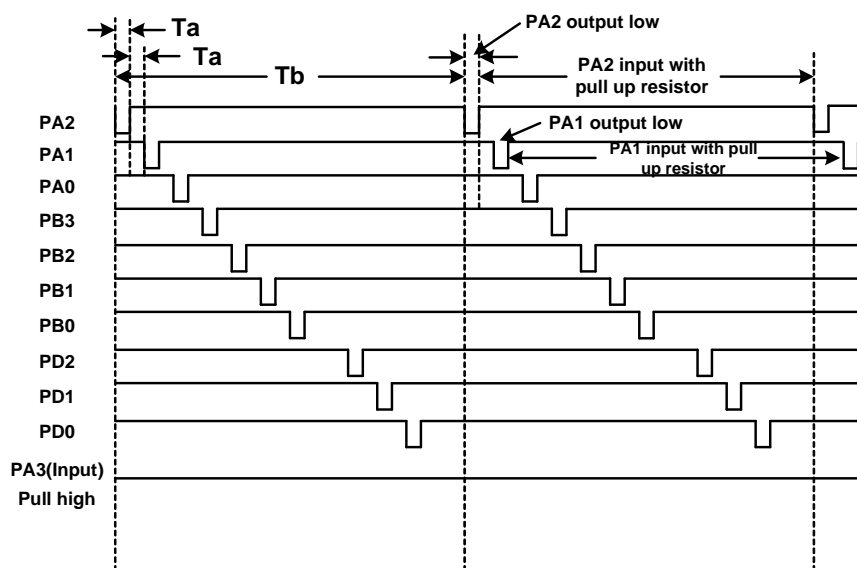 Ta
PA2 output low
Ta
Tb
PA2 input with
pull up resistor
PA2
PA1 output low
PA1
PA1 input with pull
up resistor
PA0
PB3
PB2
PB1
PB0
PD2
PD1
PD0
PA3(Input)
Pull high